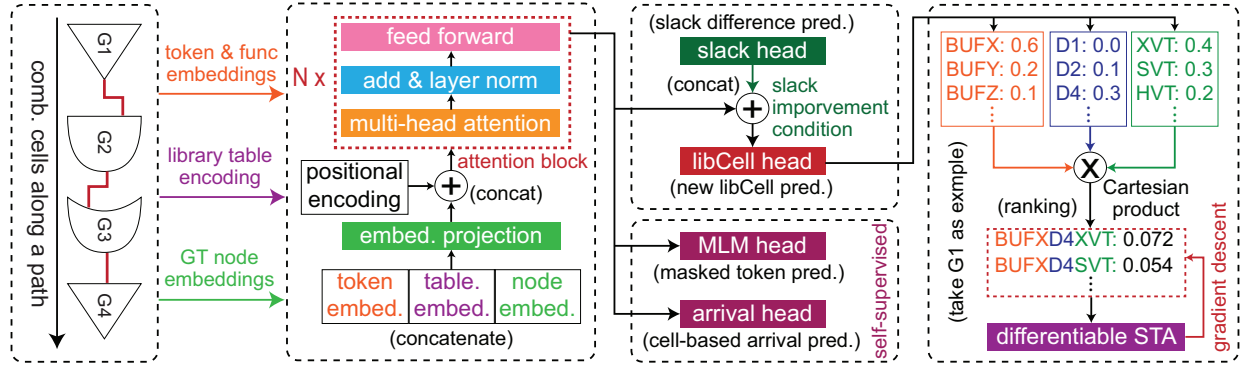 comb. cells along a path
G1
G2
G3
G4
token & func
embeddings
library table
encoding
GT node
embeddings
N x
feed forward
add & layer norm
multi-head attention
attention block
positional
encoding
+
(concat)
embed. projection
token
embed.
table.
embed.
node
embed.
(concatenate)
(slack difference pred.)
slack head
(concat)
+
slack
imporvement
condition
libCell head
(new libCell pred.)
MLM head
(masked token pred.)
arrival head
(cell-based arrival pred.)
self-supervised
(take G1 as exmple)
BUFX: 0.6
BUFY: 0.2
BUFZ: 0.1
⋮
D1: 0.0
D2: 0.1
D4: 0.3
⋮
XVT: 0.4
SVT: 0.3
HVT: 0.2
⋮
X
Cartesian
product
(ranking)
BUFXD4XVT: 0.072
BUFXD4SVT: 0.054
⋮
differentiable STA
gradient descent